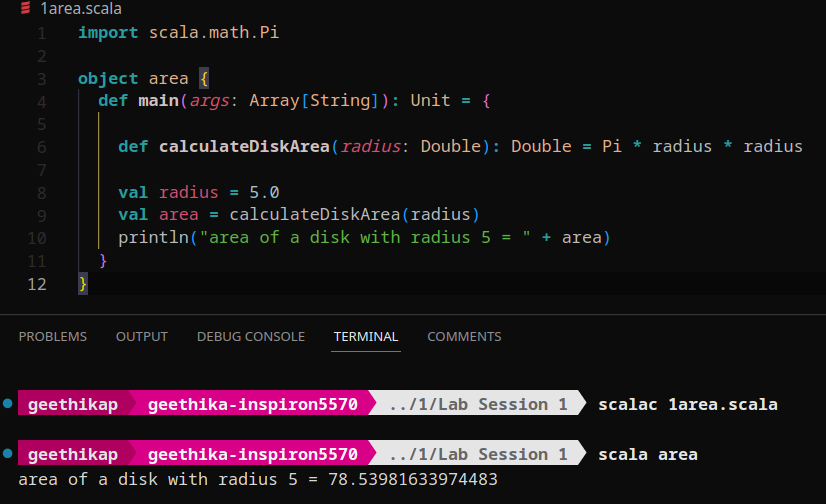 1area.scala
1 import scala.math.Pi
2
3 object area {
4 def main(args: Array[String]): Unit = {
5
6 def calculateDiskArea(radius: Double): Double = Pi * radius * radius
7
8 val radius = 5.0
9 val area = calculateDiskArea(radius)
10 println("area of a disk with radius 5 = " + area)
11 }
12 }
PROBLEMS OUTPUT DEBUG CONSOLE TERMINAL COMMENTS
geethikap geethika-inspiron5570 ../1/Lab Session 1 scalac 1area.scala
geethikap geethika-inspiron5570 ../1/Lab Session 1 scala area
area of a disk with radius 5 = 78.53981633974483